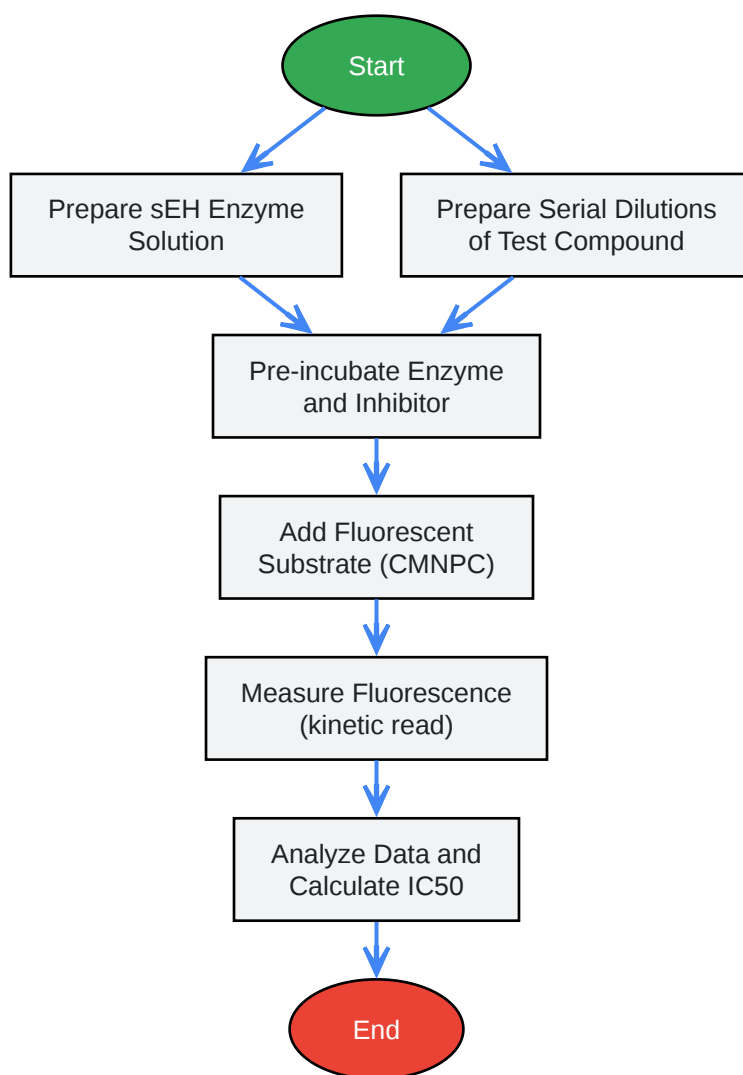 Start
Prepare sEH Enzyme
Solution
Prepare Serial Dilutions
of Test Compound
Pre-incubate Enzyme
and Inhibitor
Add Fluorescent
Substrate (CMNPC)
Measure Fluorescence
(kinetic read)
Analyze Data and
Calculate IC50
End